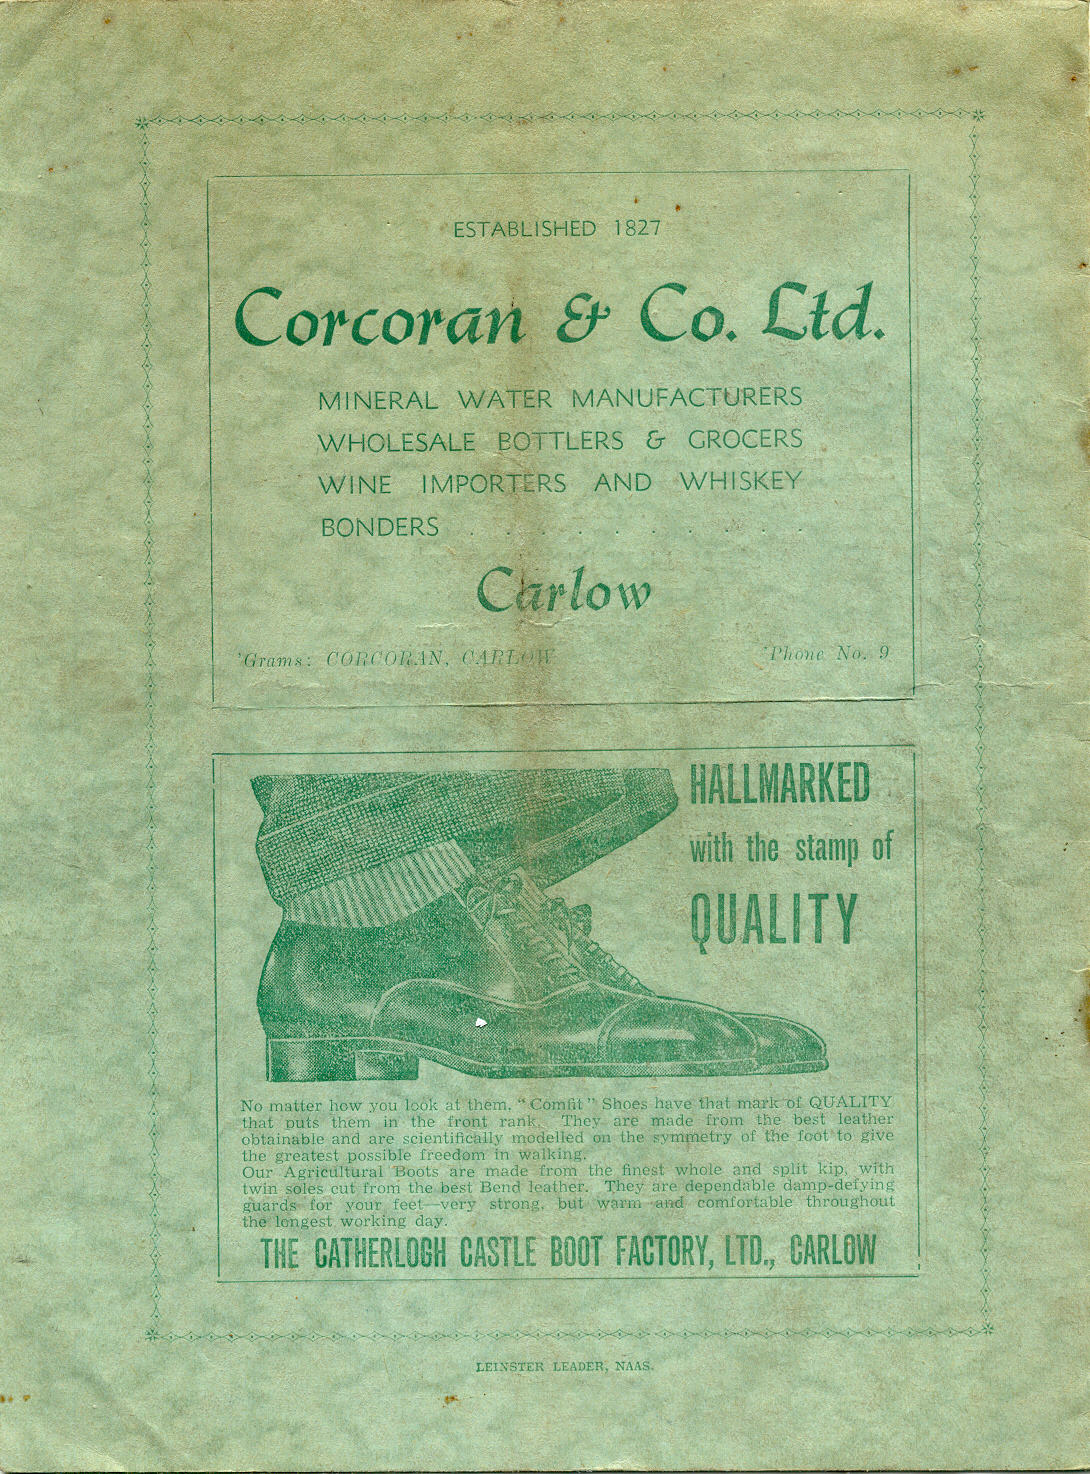 ESTABLISHED 1827
Corcoran & Co. Ltd.
MINERAL WATER MANUFACTURERS
WHOLESALE BOTTLERS & GROCERS
WINE IMPORTERS AND WHISKEY
BONDERS . . . . . . . . . .
Carlow
'Grams: CORCORAN, CARLOW 'Phone No. 9
HALLMARKED
with the stamp of
QUALITY
No matter how you look at them, "Comfit" Shoes have that mark of QUALITY
that puts them in the front rank. They are made from the best leather
obtainable and are scientifically modelled on the symmetry of the foot to give
the greatest possible freedom in walking.
Our Agricultural Boots are made from the finest whole and split kip, with
twin soles cut from the best Bend leather. They are dependable damp-defying
guards for your feet—very strong, but warm and comfortable throughout
the longest working day.
THE CATHERLOGH CASTLE BOOT FACTORY, LTD., CARLOW
LEINSTER LEADER, NAAS.